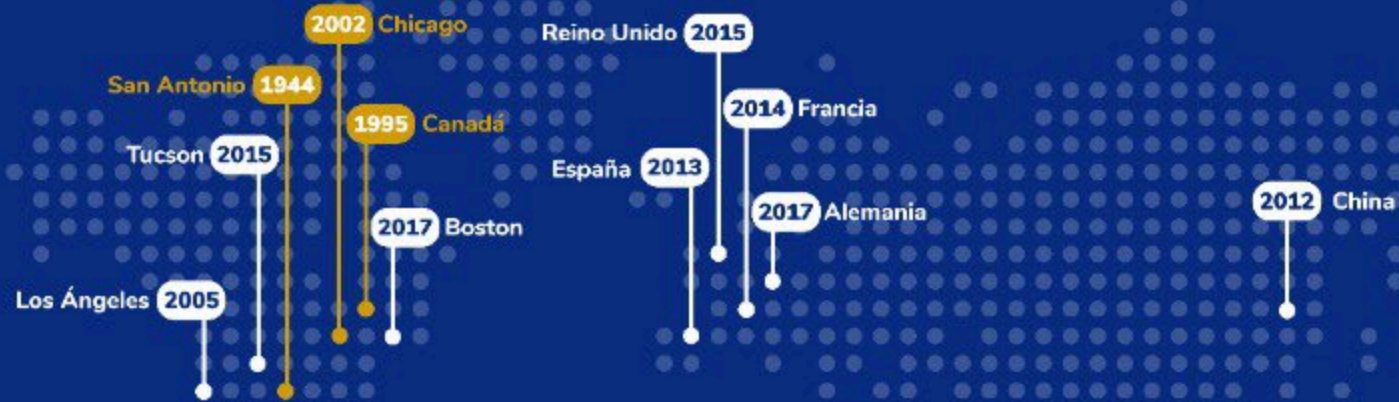 2002 Chicago
Reino Unido 2015
San Antonio 1944
2014 Francia
1995 Canadá
Tucson 2015
España 2013
2012 China
2017 Alemania
2017 Boston
Los Ángeles 2005